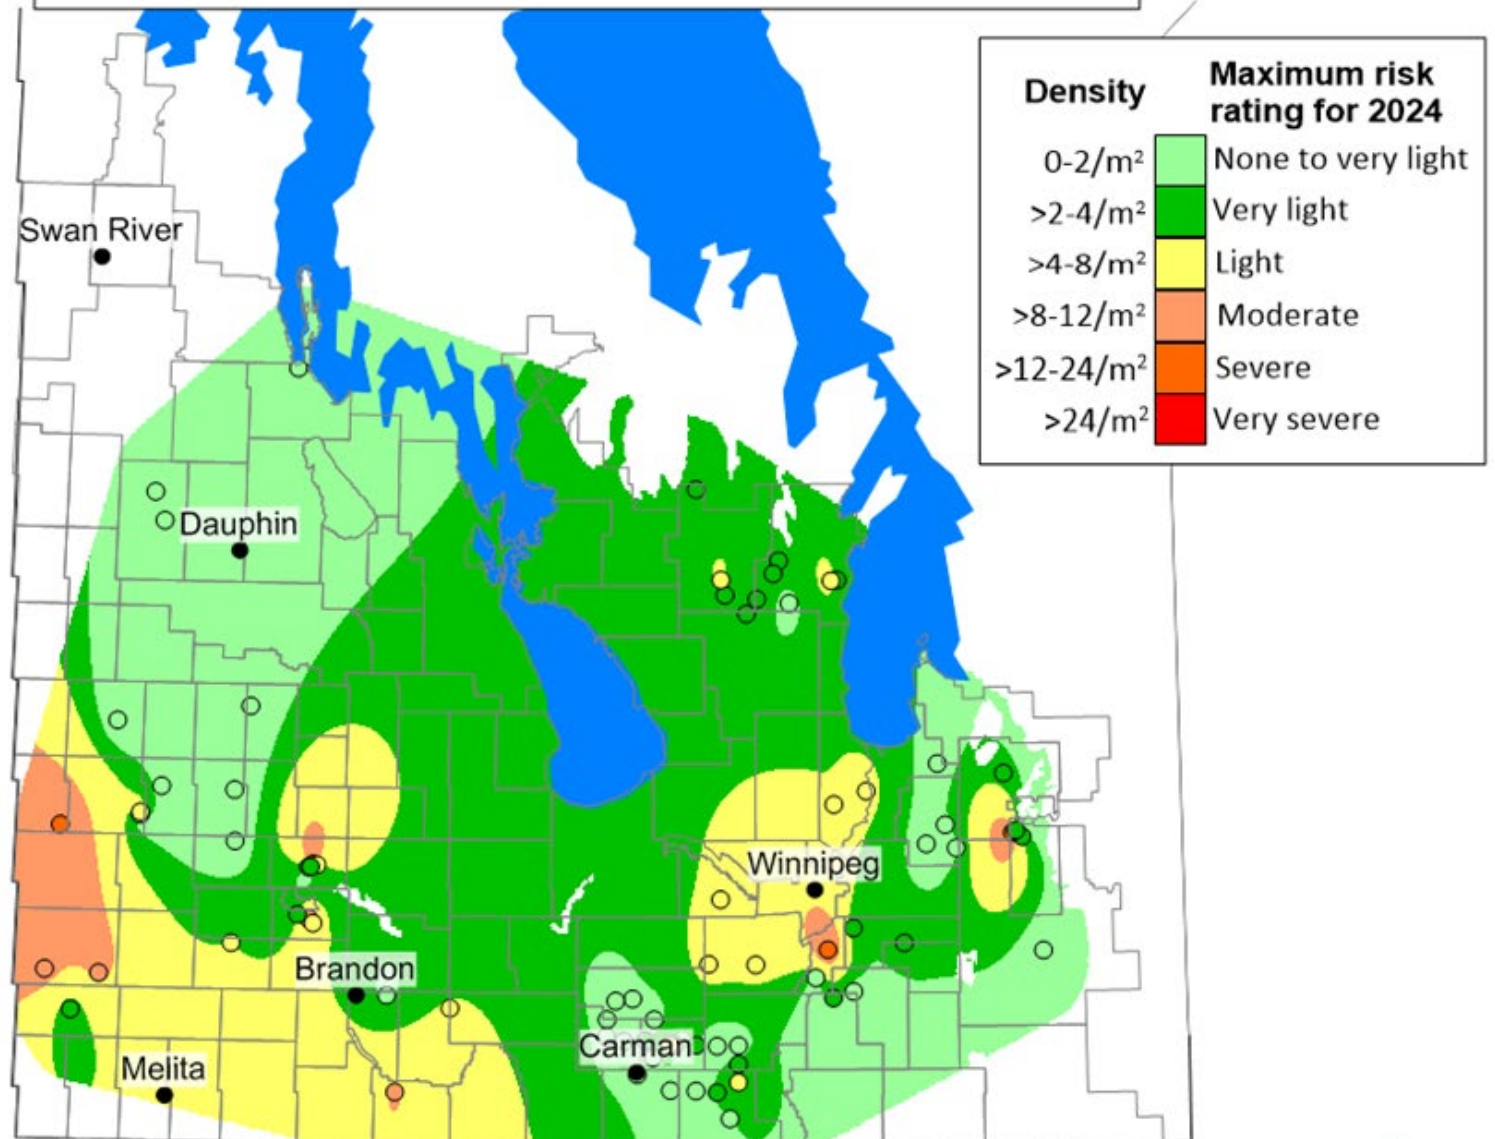 Density
Maximum risk
rating for 2024
0-2/m² None to very light
>2-4/m² Very light
>4-8/m² Light
>8-12/m² Moderate
>12-24/m² Severe
>24/m² Very severe
Swan River
Dauphin
Winnipeg
Brandon
Carman
Melita